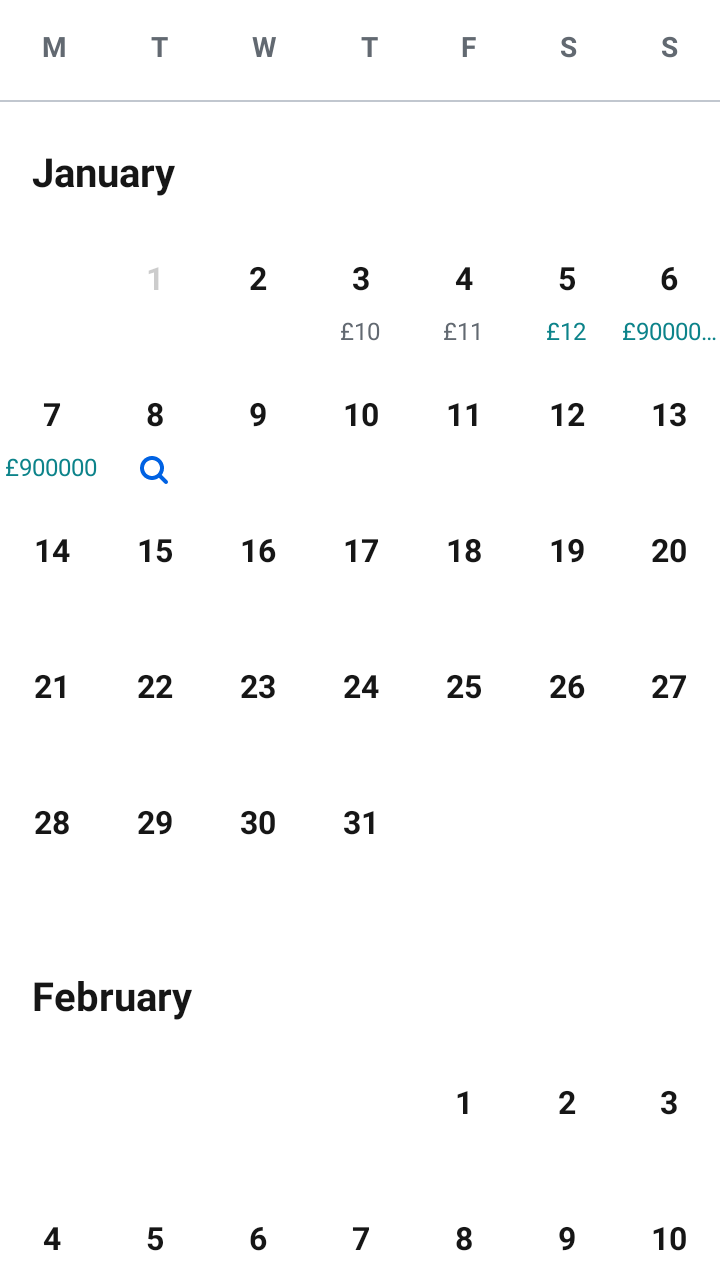 M T W T F S S
January
1 2 3 4 5 6
£10 £11 £12 £90000...
7 8 9 10 11 12 13
£900000
14 15 16 17 18 19 20
21 22 23 24 25 26 27
28 29 30 31
February
1 2 3
4 5 6 7 8 9 10